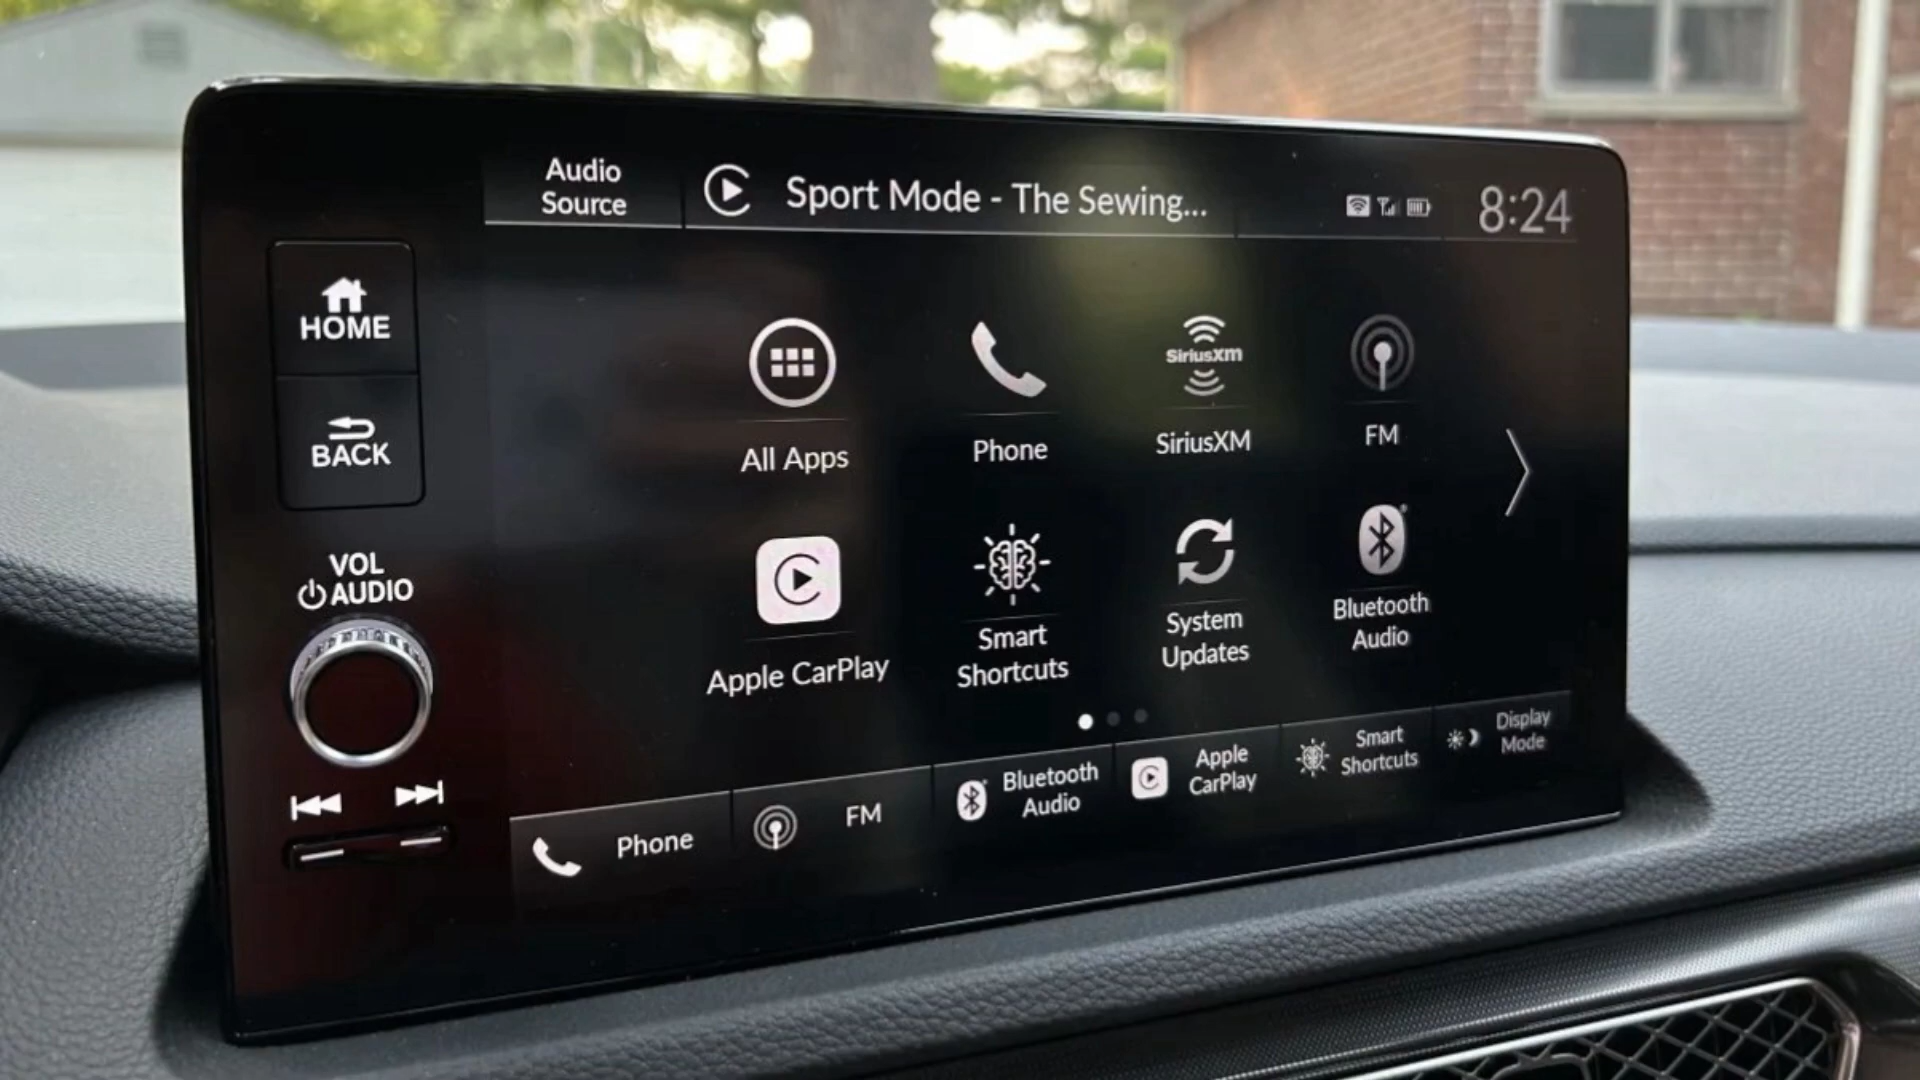 Audio
Source
Sport Mode - The Sewing...
8:24
HOME
BACK
VOL
AUDIO
All Apps
Phone
SiriusXM
SiriusXM
FM
Apple CarPlay
Smart
Shortcuts
System
Updates
Bluetooth
Audio
Phone
FM
Bluetooth
Audio
Apple
CarPlay
Smart
Shortcuts
Display
Mode